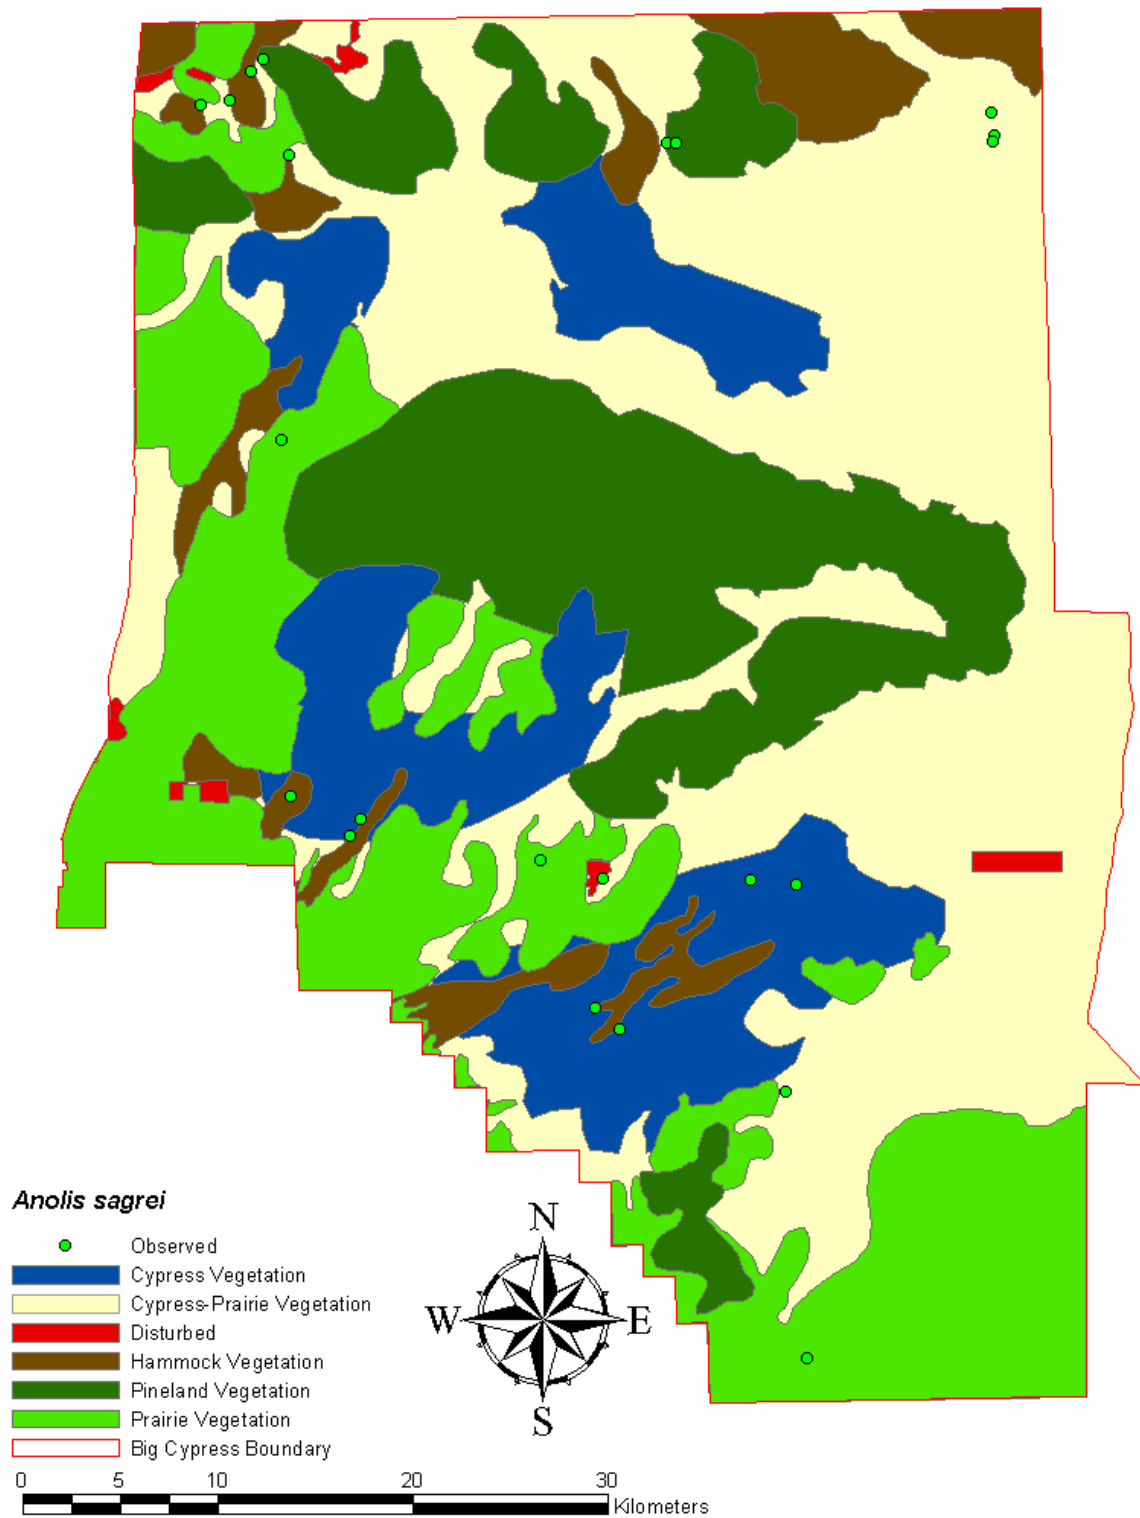 Anolis sagrei
Observed
Cypress Vegetation
Cypress-Prairie Vegetation
Disturbed
Hammock Vegetation
Pineland Vegetation
Prairie Vegetation
Big Cypress Boundary
N
W E
S
0 5 10 20 30
Kilometers